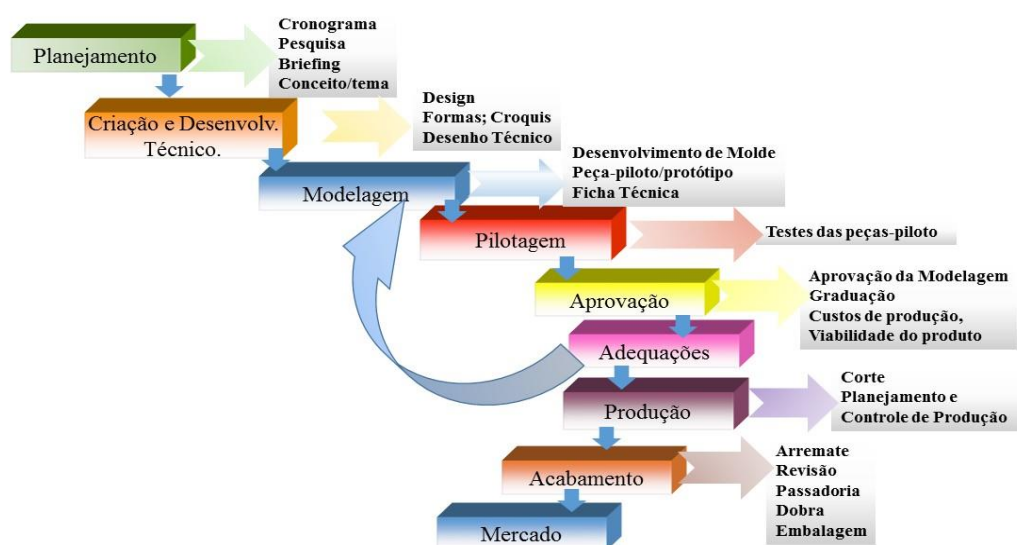 Planejamento
Cronograma
Pesquisa
Briefing
Conceito/tema
Criação e Desenvolv.
Técnico.
Design
Formas; Croquis
Desenho Técnico
Modelagem
Desenvolvimento de Molde
Peça-piloto/protótipo
Ficha Técnica
Pilotagem
Testes das peças-piloto
Aprovação
Aprovação da Modelagem
Graduação
Custos de produção,
Viabilidade do produto
Adequações
Produção
Corte
Planejamento e
Controle de Produção
Acabamento
Arremate
Revisão
Passadoria
Dobra
Embalagem
Mercado